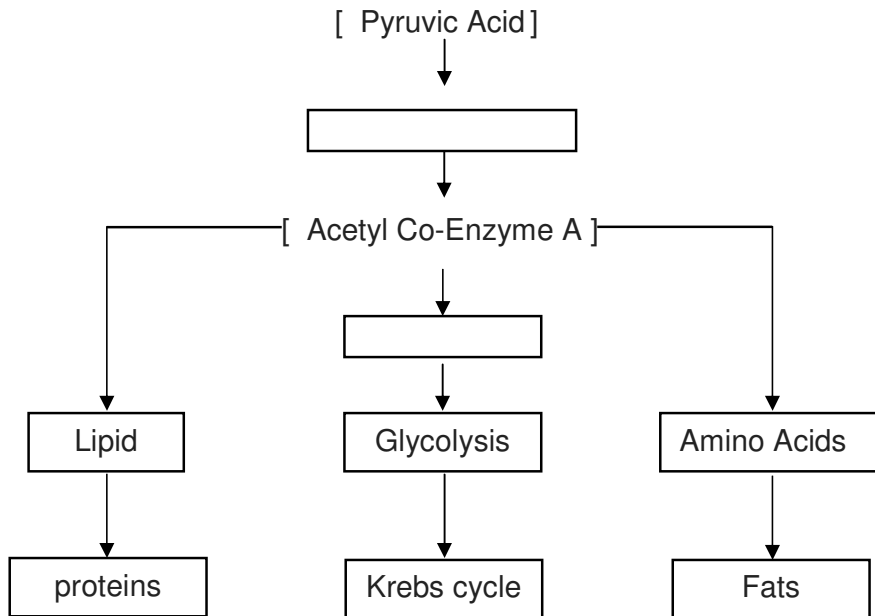 [ Pyruvic Acid ]
[ Acetyl Co-Enzyme A ]
Lipid
Glycolysis
Amino Acids
proteins
Krebs cycle
Fats